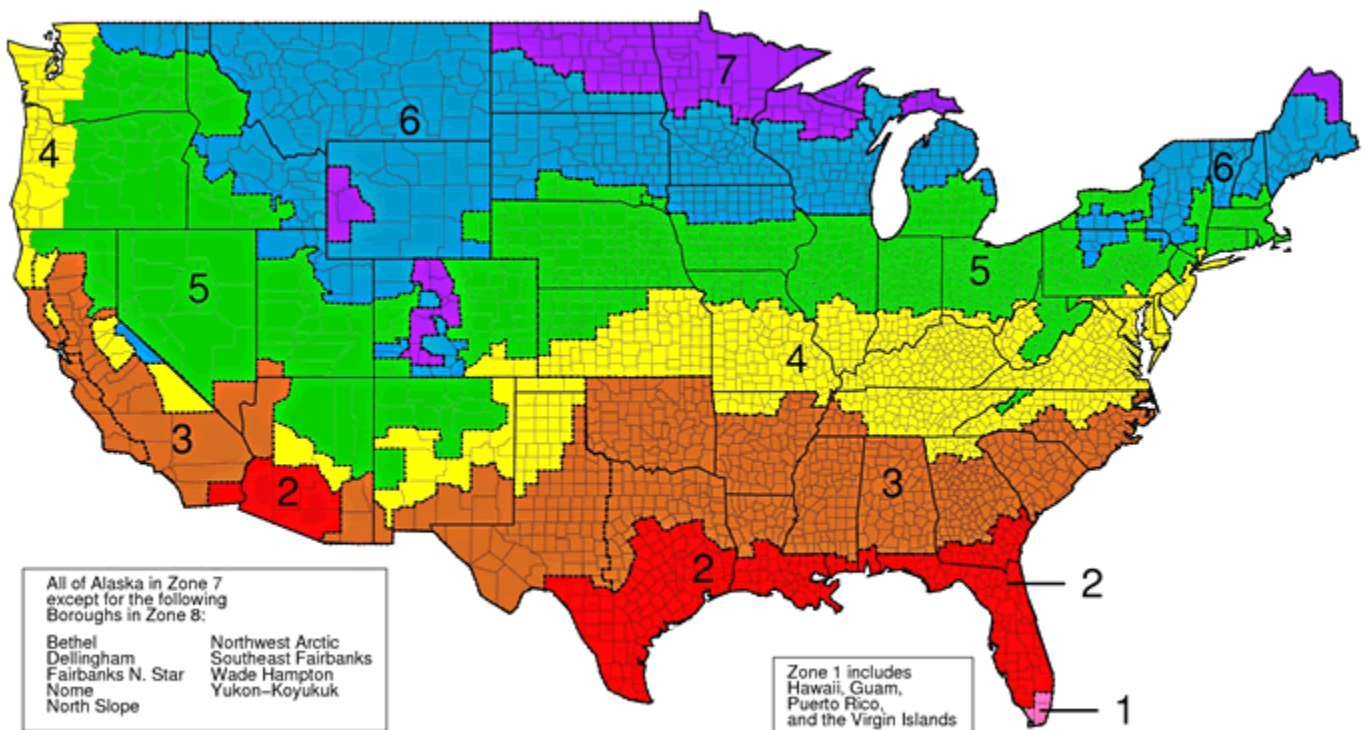 7
6
4
6
5
5
4
3
3
2
2
2
1
All of Alaska in Zone 7
except for the following
Boroughs in Zone 8:
Bethel Northwest Arctic
Dellingham Southeast Fairbanks
Fairbanks N. Star Wade Hampton
Nome Yukon-Koyukuk
North Slope
Zone 1 includes
Hawaii, Guam,
Puerto Rico,
and the Virgin Islands